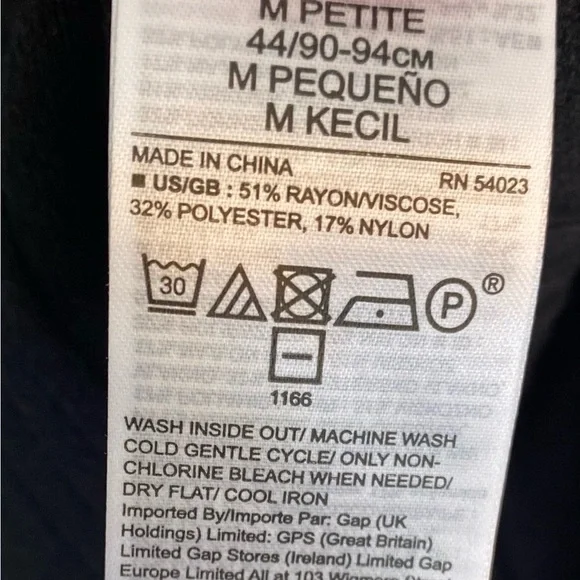 M PETITE
44/90-94CM
M PEQUEÑO
M KECIL
MADE IN CHINA
RN 54023
US/GB : 51% RAYON/VISCOSE,
32% POLYESTER, 17% NYLON
30
P
®
1166
WASH INSIDE OUT/ MACHINE WASH
COLD GENTLE CYCLE/ ONLY NON-
CHLORINE BLEACH WHEN NEEDED/
DRY FLAT/ COOL IRON
Imported By/Importe Par: Gap (UK
Holdings) Limited: GPS (Great Britain)
Limited Gap Stores (Ireland) Limited Gap
Europe Limited All at 103 Wigmore